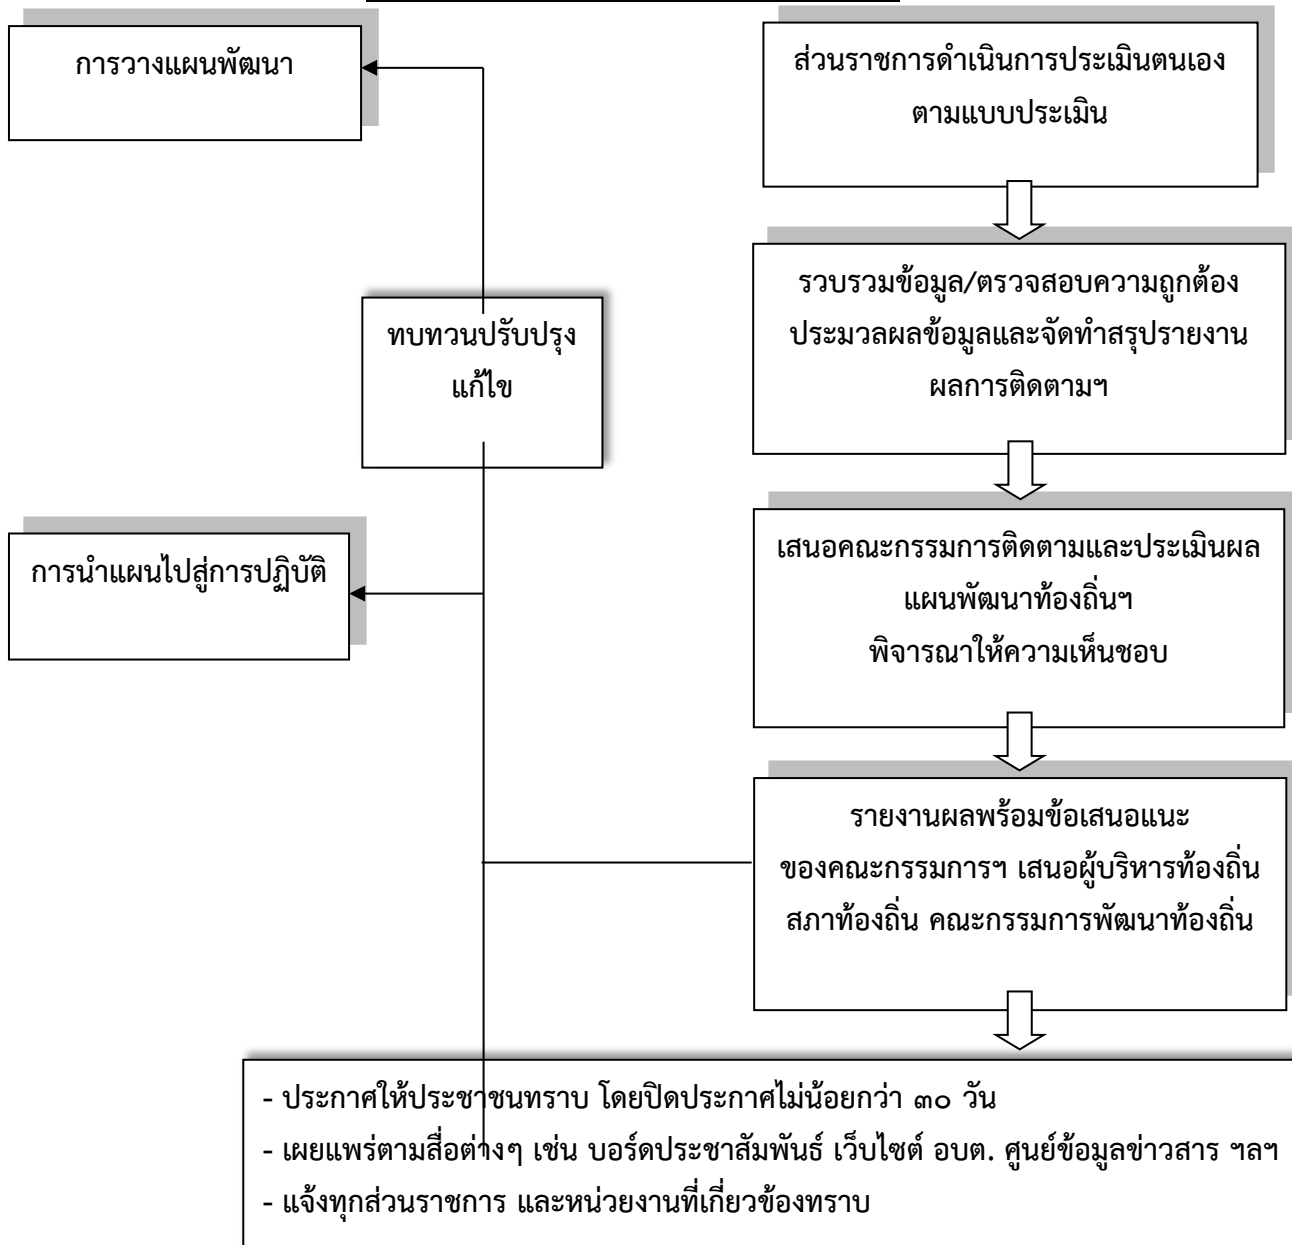 การวางแผนพัฒนา
ส่วนราชการดำเนินการประเมินตนเอง
ตามแบบประเมิน
รวบรวมข้อมูล/ตรวจสอบความถูกต้อง
ประมวลผลข้อมูลและจัดทำสรุปรายงาน
ผลการติดตามฯ
ทบทวนปรับปรุง
แก้ไข
การนำแผนไปสู่การปฏิบัติ
เสนอคณะกรรมการติดตามและประเมินผล
แผนพัฒนาท้องถิ่นฯ
พิจารณาให้ความเห็นชอบ
รายงานผลพร้อมข้อเสนอแนะ
ของคณะกรรมการฯ เสนอผู้บริหารท้องถิ่น
สภาท้องถิ่น คณะกรรมการพัฒนาท้องถิ่น
- ประกาศให้ประชาชนทราบ โดยปิดประกาศไม่น้อยกว่า ๓๐ วัน
- เผยแพร่ตามสื่อต่างๆ เช่น บอร์ดประชาสัมพันธ์ เว็บไซต์ อบต. ศูนย์ข้อมูลข่าวสาร ฯลฯ
- แจ้งทุกส่วนราชการ และหน่วยงานที่เกี่ยวข้องทราบ